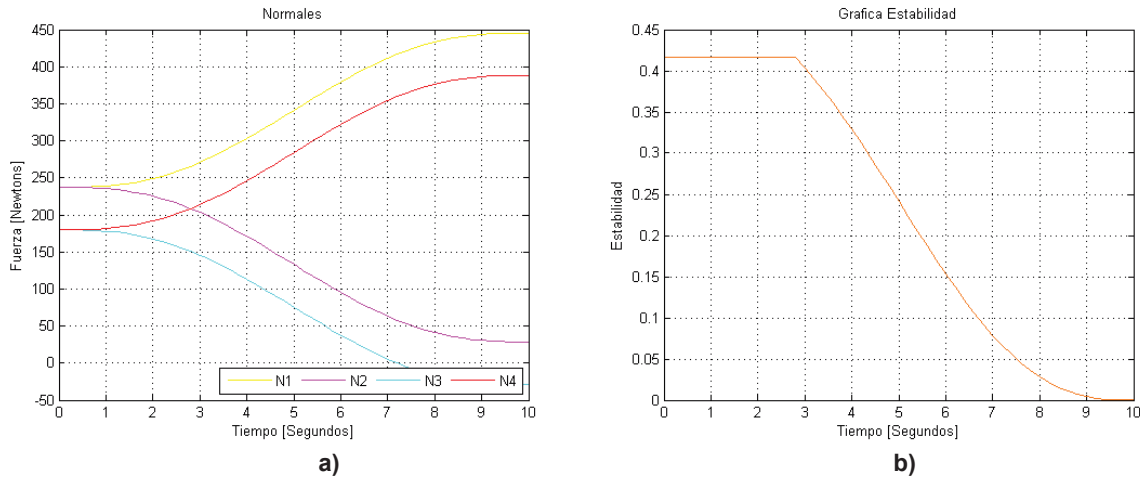 Normales
450
400
350
300
250
200
150
100
50
0
-50
Fuerza [Newtons]
N1 N2 N3 N4
0 1 2 3 4 5 6 7 8 9 10
Tiempo [Segundos]
a)
Grafica Estabilidad
0.45
0.4
0.35
0.3
0.25
0.2
0.15
0.1
0.05
0
Estabilidad
0 1 2 3 4 5 6 7 8 9 10
Tiempo [Segundos]
b)